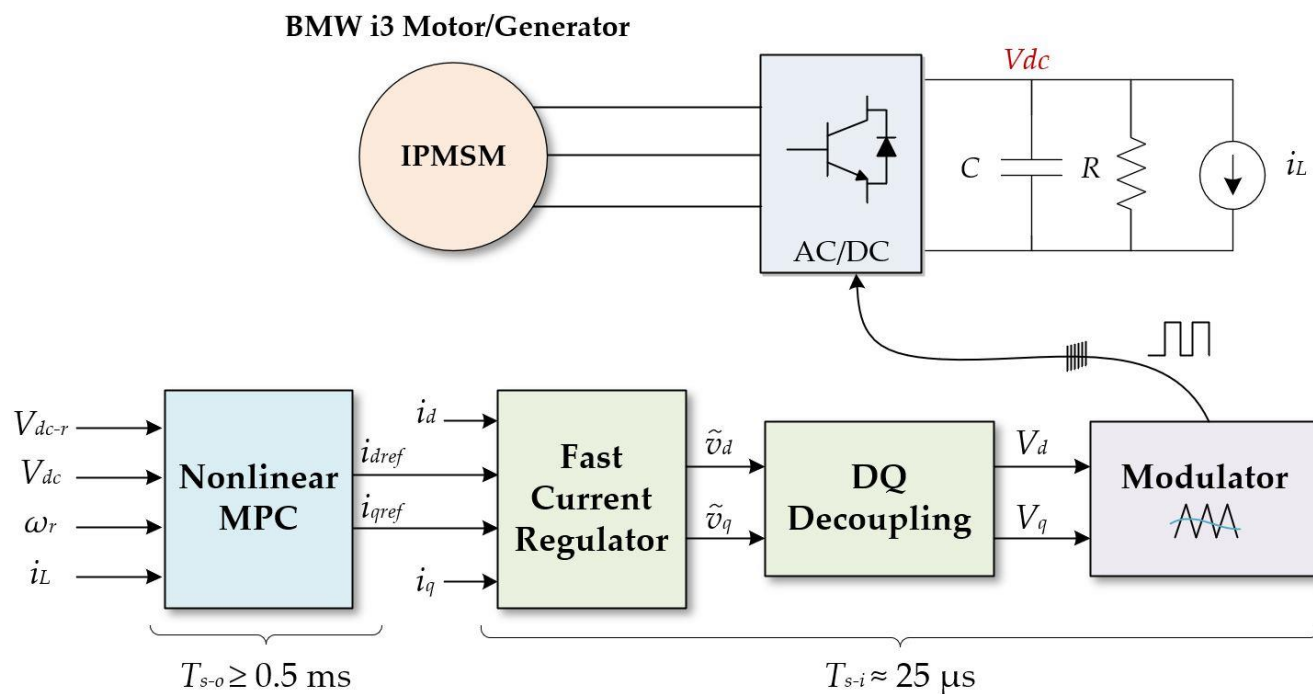 BMW i3 Motor/Generator
IPMSM
AC/DC
Vdc
C
R
iL
Vdc-r
Vdc
ωr
iL
Nonlinear
MPC
idref
iqref
id
iq
Fast
Current
Regulator
ṽd
ṽq
DQ
Decoupling
Vd
Vq
Modulator
Ts-o ≥ 0.5 ms
Ts-i ≈ 25 µs